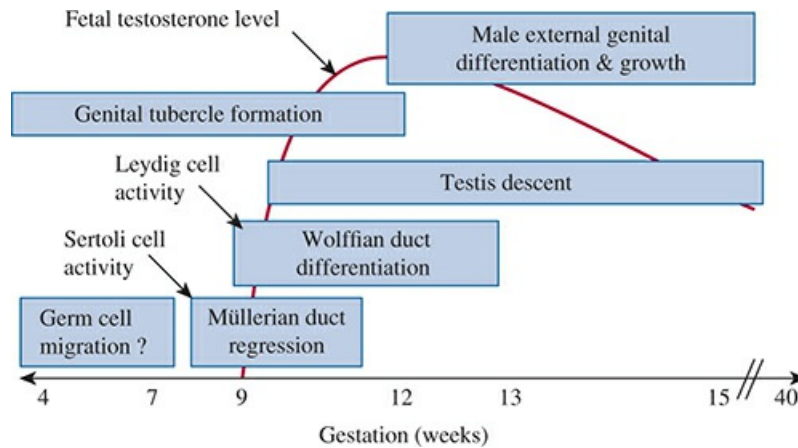 Fetal testosterone level
Male external genital
differentiation & growth
Genital tubercle formation
Leydig cell
activity
Testis descent
Sertoli cell
activity
Wolffian duct
differentiation
Germ cell
migration ?
Müllerian duct
regression
4 7 9 12 13 15 40
Gestation (weeks)